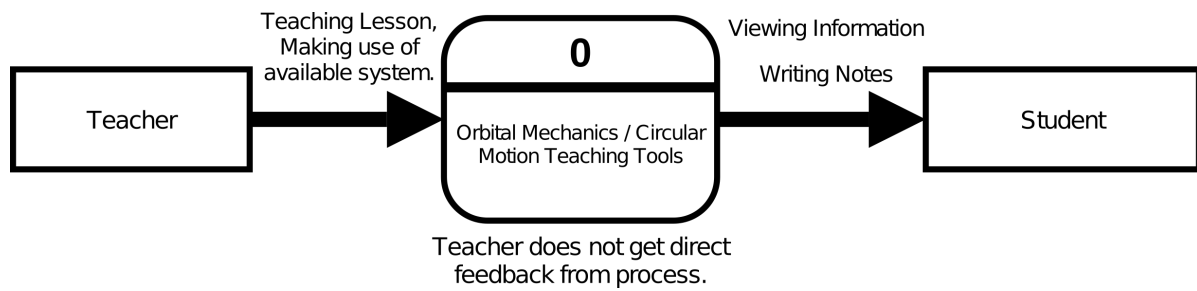 Teaching Lesson,
Making use of
available system.
Teacher
0
Orbital Mechanics / Circular
Motion Teaching Tools
Viewing Information
Writing Notes
Student
Teacher does not get direct
feedback from process.